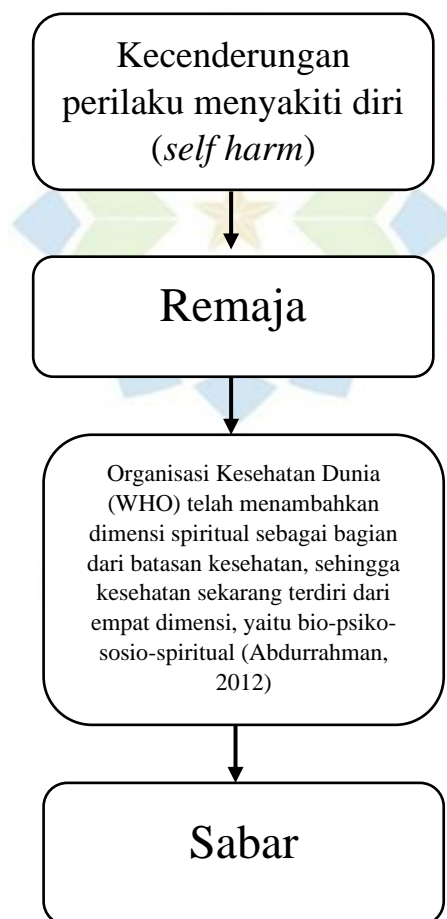 Kecenderungan
perilaku menyakiti diri
(self harm)
Remaja
Organisasi Kesehatan Dunia
(WHO) telah menambahkan
dimensi spiritual sebagai bagian
dari batasan kesehatan, sehingga
kesehatan sekarang terdiri dari
empat dimensi, yaitu bio-psiko-
sosio-spiritual (Abdurrahman,
2012)
Sabar